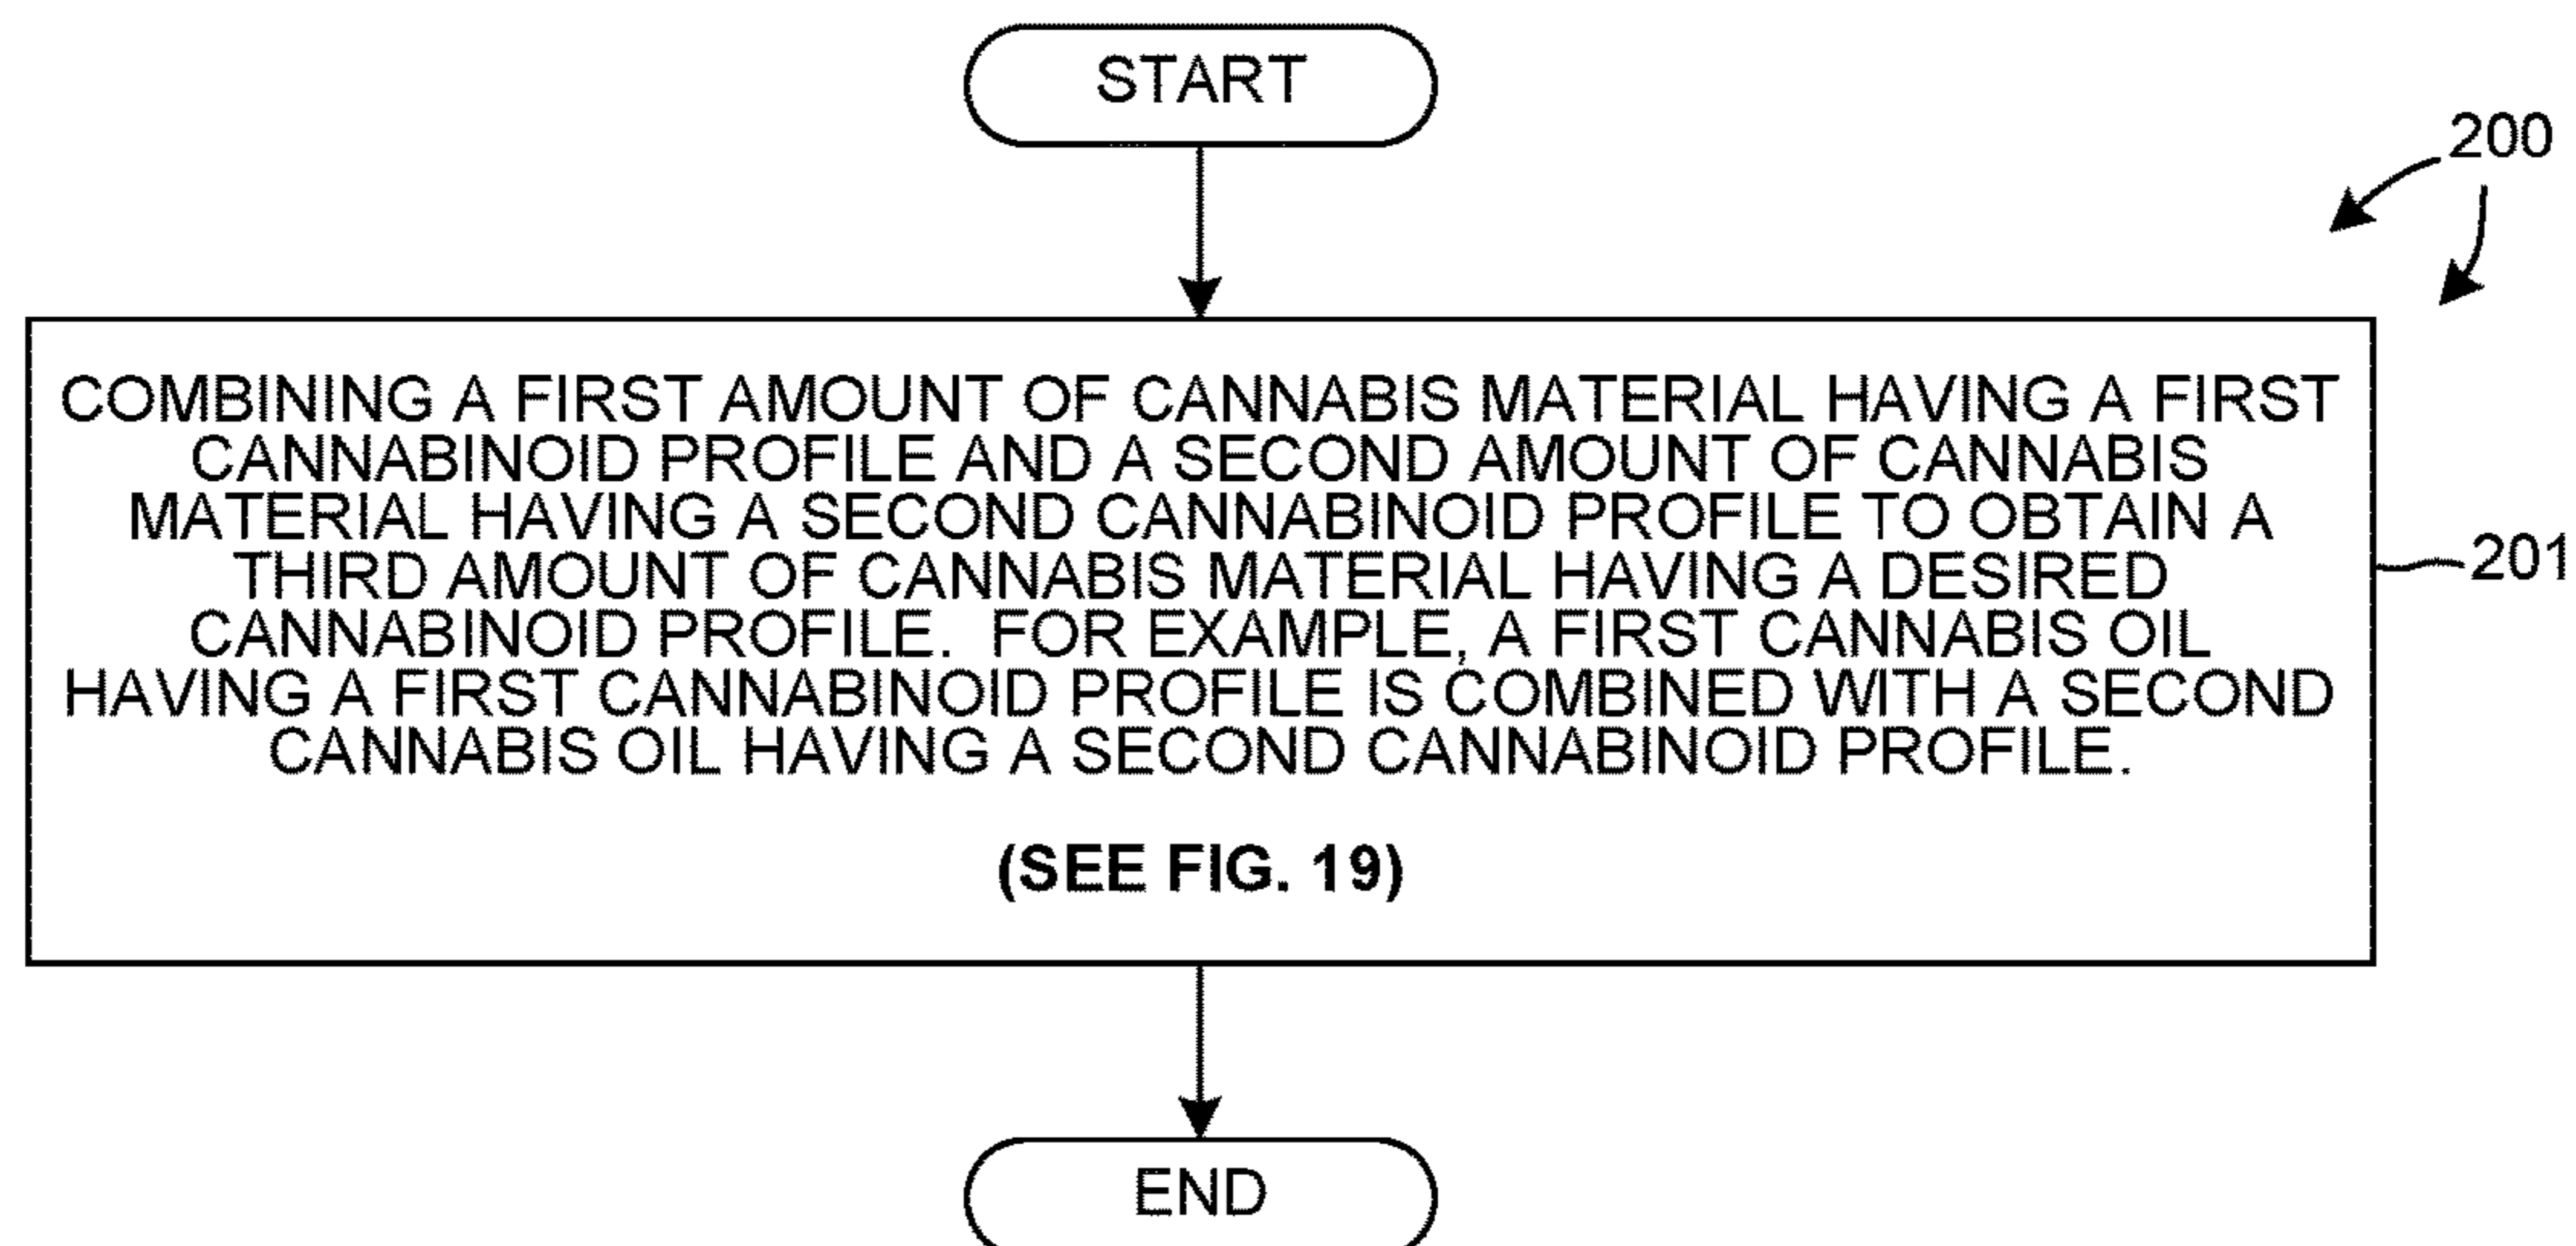 START
200
COMBINING A FIRST AMOUNT OF CANNABIS MATERIAL HAVING A FIRST
CANNABINOID PROFILE AND A SECOND AMOUNT OF CANNABIS
MATERIAL HAVING A SECOND CANNABINOID PROFILE TO OBTAIN A
THIRD AMOUNT OF CANNABIS MATERIAL HAVING A DESIRED
CANNABINOID PROFILE.  FOR EXAMPLE, A FIRST CANNABIS OIL
HAVING A FIRST CANNABINOID PROFILE IS COMBINED WITH A SECOND
CANNABIS OIL HAVING A SECOND CANNABINOID PROFILE.
201
(SEE FIG. 19)
END